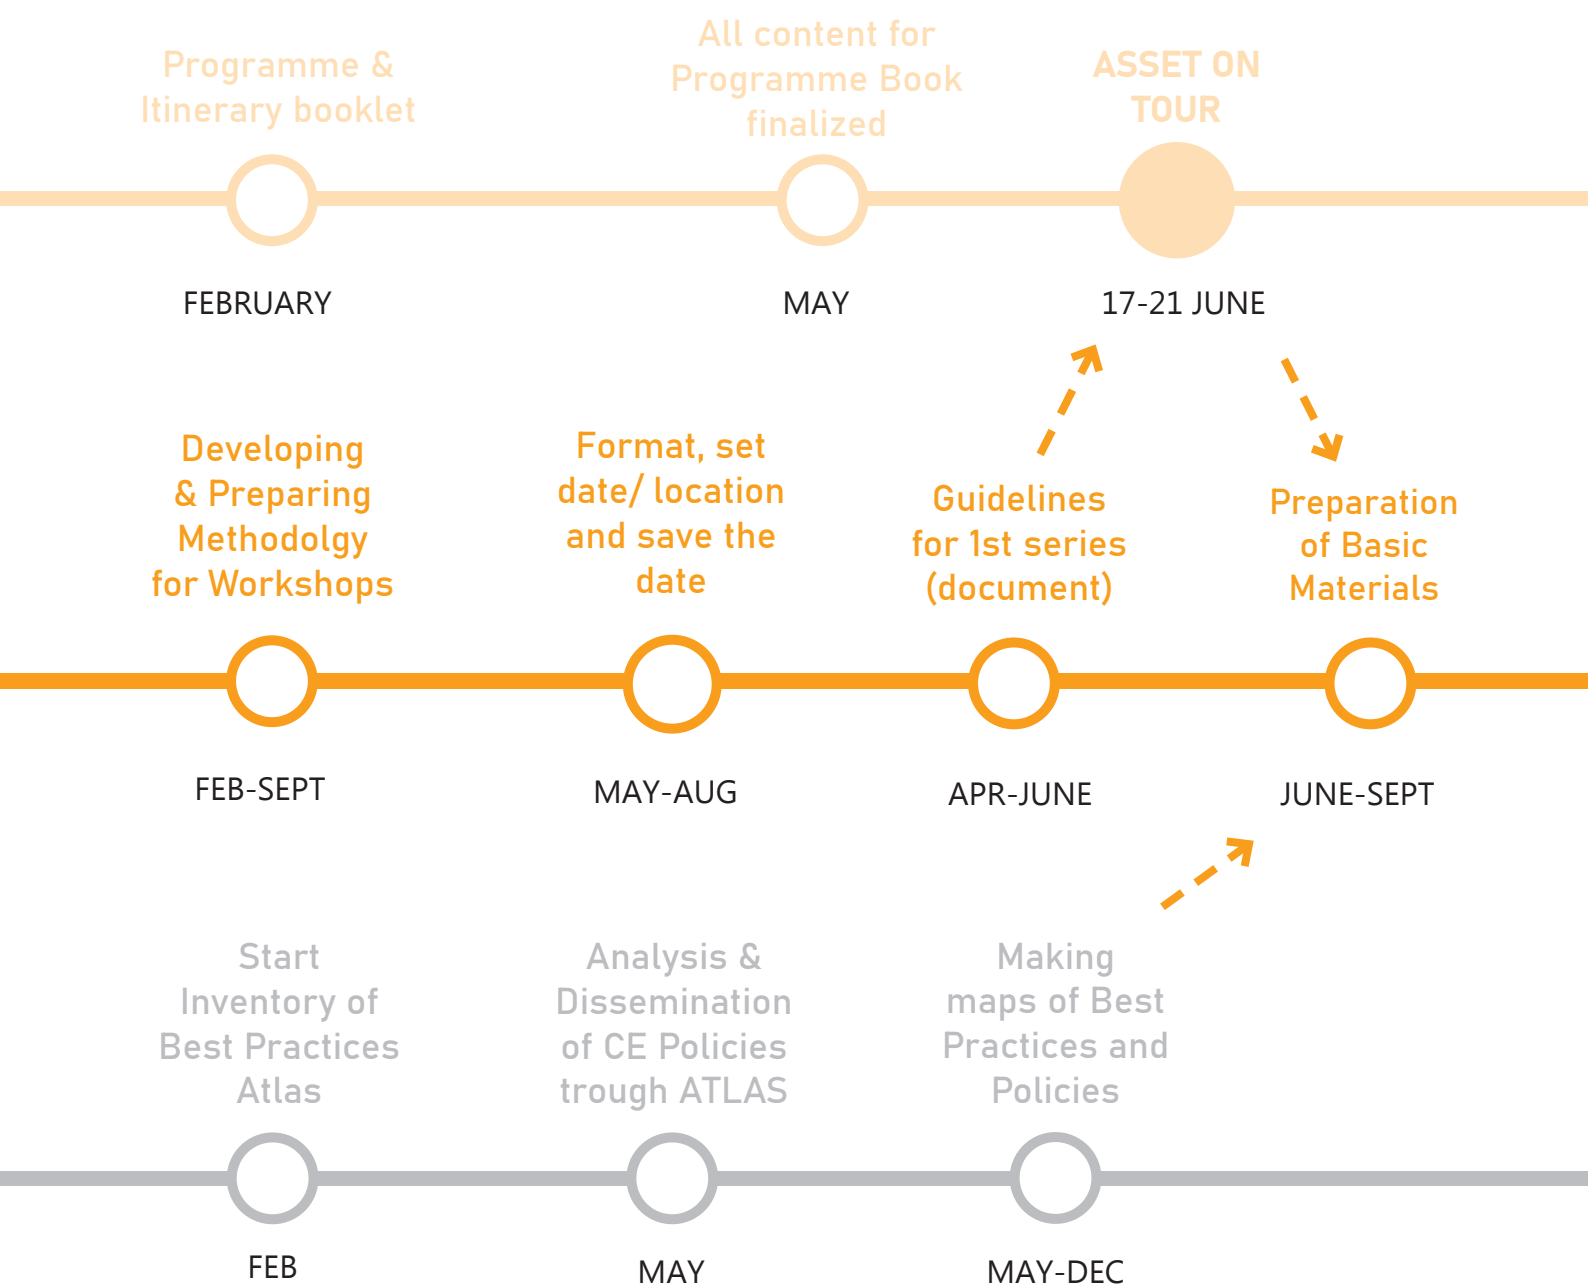 Programme &
Itinerary booklet
All content for
Programme Book
finalized
ASSET ON
TOUR
FEBRUARY
MAY
17-21 JUNE
Developing
& Preparing
Methodolgy
for Workshops
Format, set
date/ location
and save the
date
Guidelines
for 1st series
(document)
Preparation
of Basic
Materials
FEB-SEPT
MAY-AUG
APR-JUNE
JUNE-SEPT
Start
Inventory of
Best Practices
Atlas
Analysis &
Dissemination
of CE Policies
trough ATLAS
Making
maps of Best
Practices and
Policies
FEB
MAY
MAY-DEC